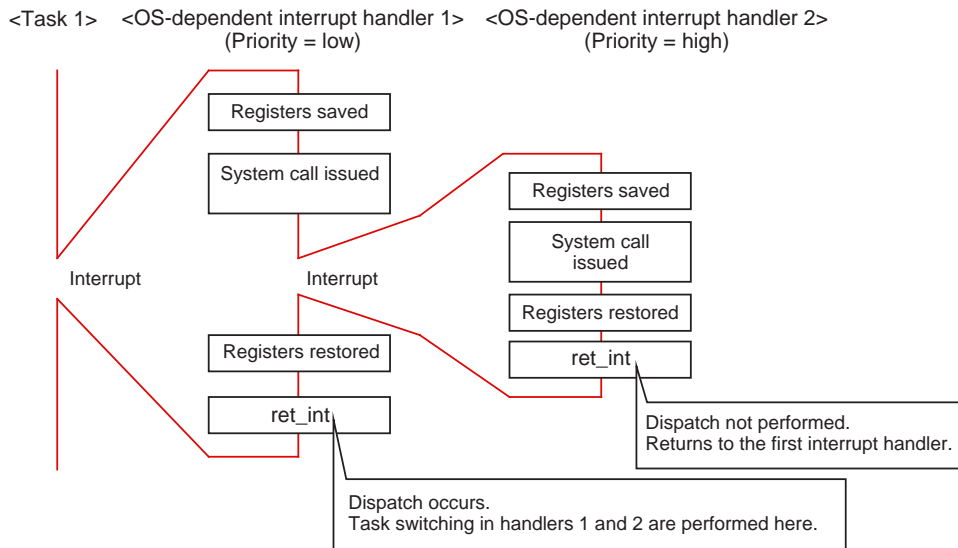 <Task 1>
<OS-dependent interrupt handler 1>
(Priority = low)
<OS-dependent interrupt handler 2>
(Priority = high)
Registers saved
System call issued
Registers saved
System call
issued
Interrupt
Interrupt
Registers restored
Registers restored
ret_int
ret_int
Dispatch not performed.
Returns to the first interrupt handler.
Dispatch occurs.
Task switching in handlers 1 and 2 are performed here.